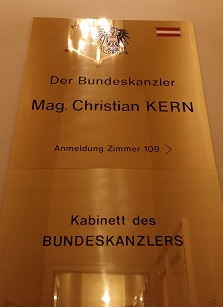 Der Bundeskanzler
Mag. Christian KERN
Anmeldung Zimmer 109 >
Kabinett des
BUNDESKANZLERS